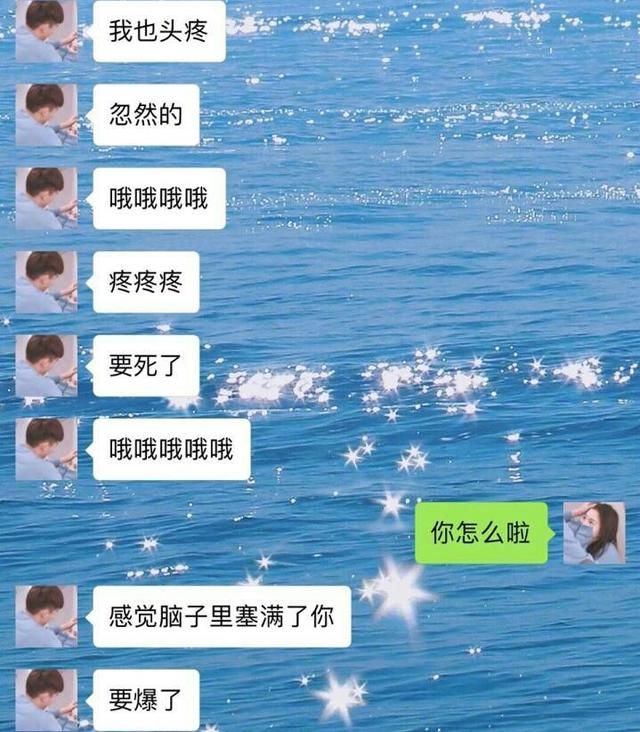 我也头疼
忽然的
哦哦哦哦
疼疼疼
要死了
哦哦哦哦哦
你怎么啦
感觉脑子里塞满了你
要爆了